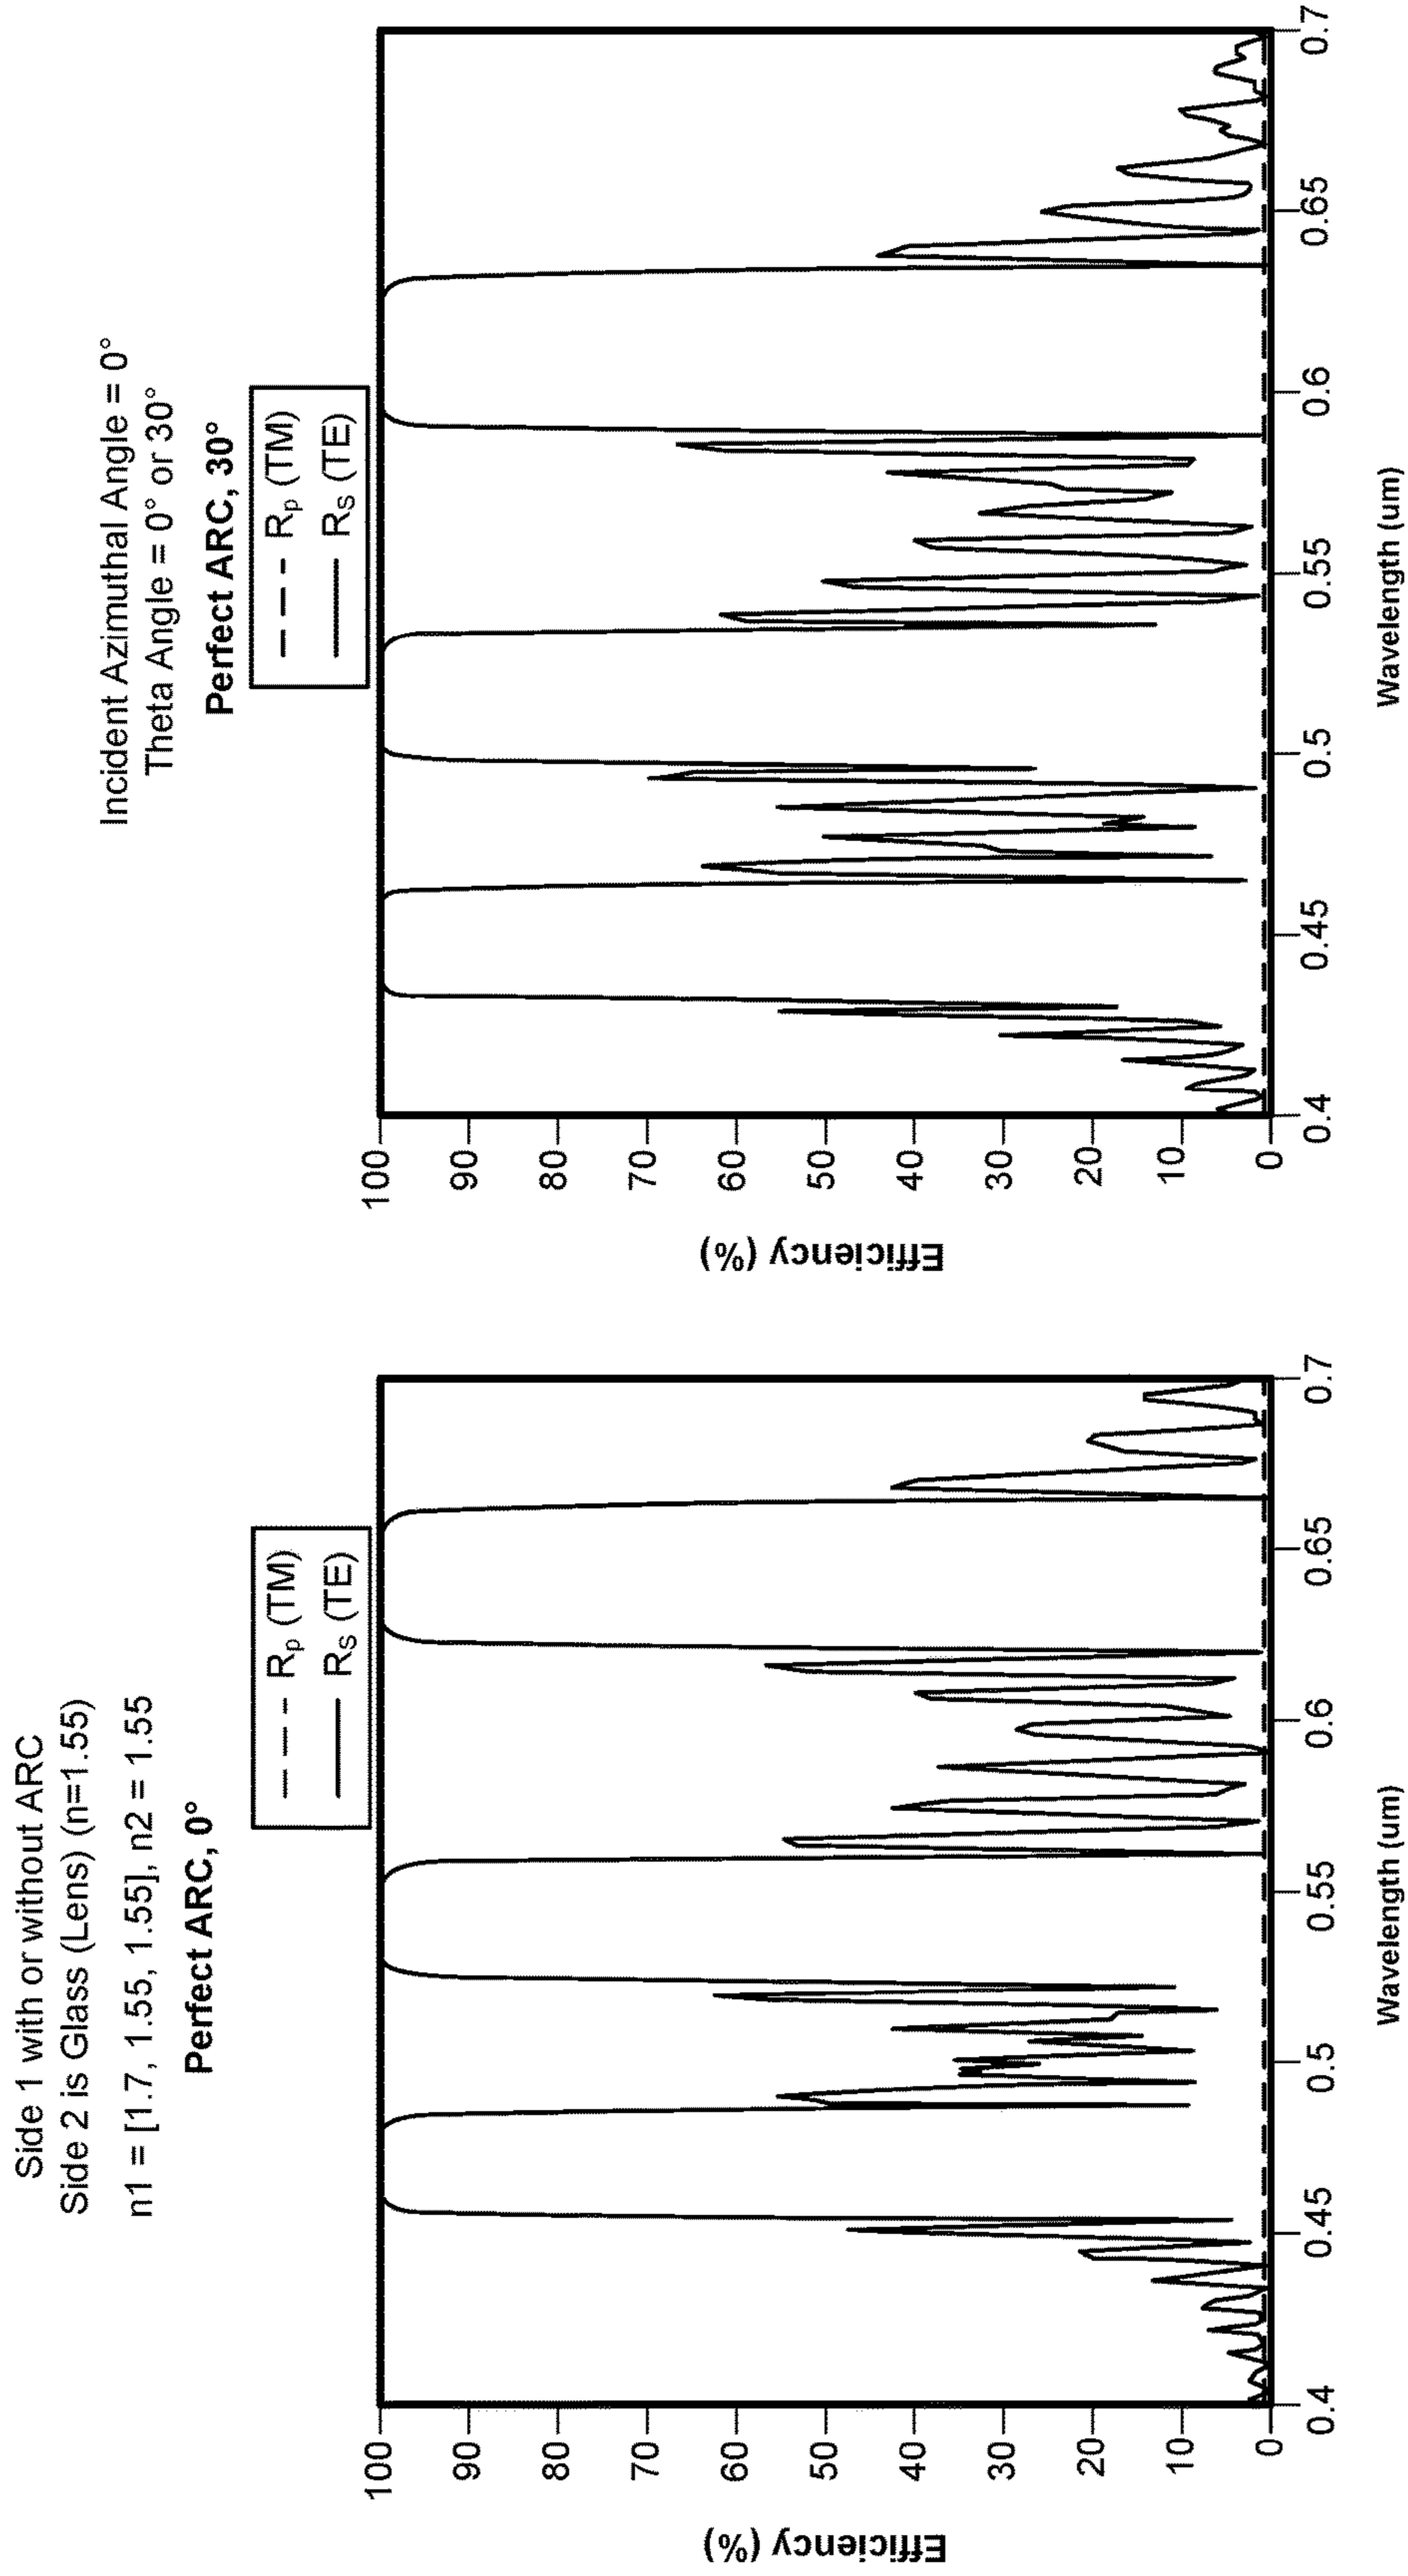 Side 1 with or without ARC
Side 2 is Glass (Lens) (n=1.55)
n1 = [1.7, 1.55, 1.55], n2 = 1.55
Perfect ARC, 0°
Rp (TM)
RS (TE)
Efficiency (%)
100
90
80
70
60
50
40
30
20
10
0
0.4
0.45
0.5
0.55
0.6
0.65
0.7
Wavelength (um)
Incident Azimuthal Angle = 0°
Theta Angle = 0° or 30°
Perfect ARC, 30°
Rp (TM)
RS (TE)
Efficiency (%)
100
90
80
70
60
50
40
30
20
10
0
0.4
0.45
0.5
0.55
0.6
0.65
0.7
Wavelength (um)